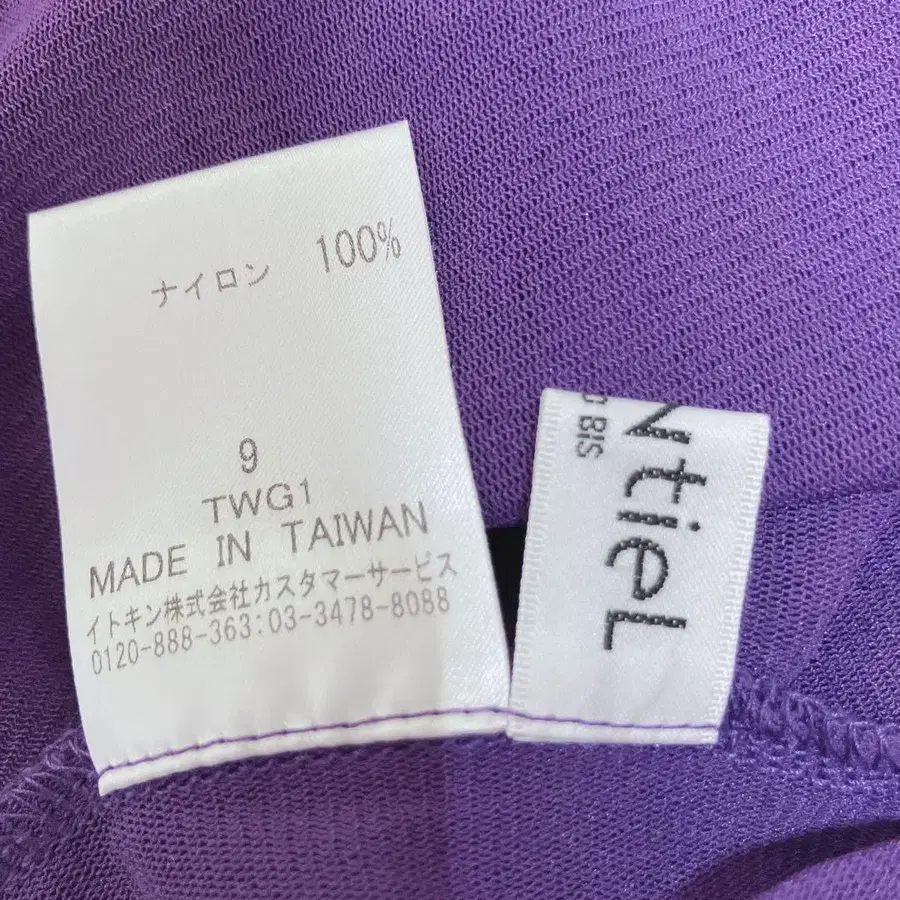 ナイロン 100%
9
TWG1
MADE IN TAIWAN
イトキン株式会社カスタマーサービス
0120-888-363:03-3478-8088
NtieL
BIS